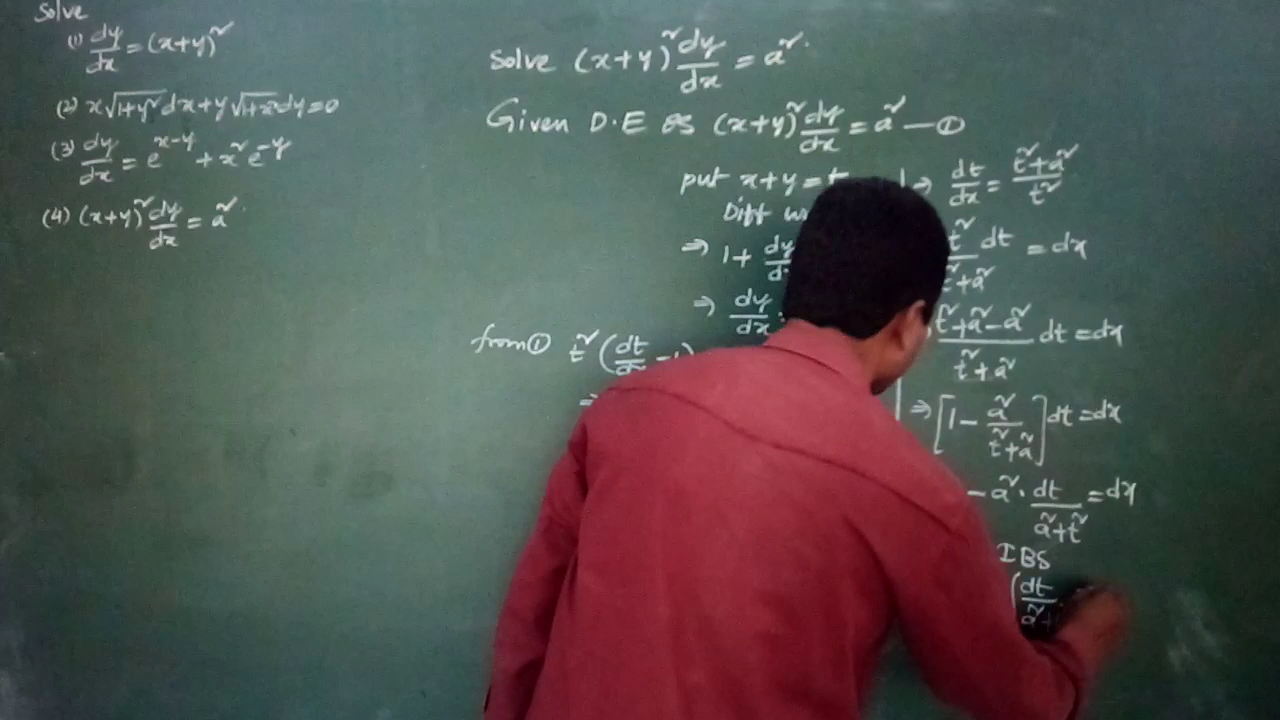 Solve
(1) dy/dx = (x+y)²
(2) x√1+y² dx + y√1+x² dy = 0
(3) dy/dx = e^(x-y) + x² e^(-y)
(4) (x+y)² dy/dx = a².
Solve (x+y)² dy/dx = a².
Given D.E is (x+y)² dy/dx = a² — ①
put x+y = t
Diff
⇒ 1 + dy/
⇒ dy/dx
from ① t² (dt/ - 1)
⇒
⇒ dt/dx = t²+a²/t²
t²/t²+a² dt = dx
t²+a²-a²/t²+a² dt = dx
⇒ [1 - a²/t²+a²] dt = dx
- a². dt/a²+t² = dx
IBS
∫ dt/a²+